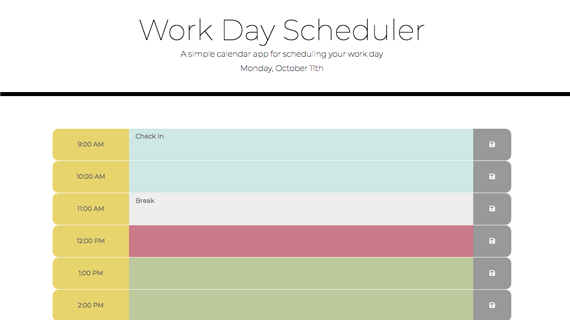 Work Day Scheduler
A simple calendar app for scheduling your work day
Monday, October 11th
9:00 AM Check In
10:00 AM
11:00 AM Break
12:00 PM
1:00 PM
2:00 PM